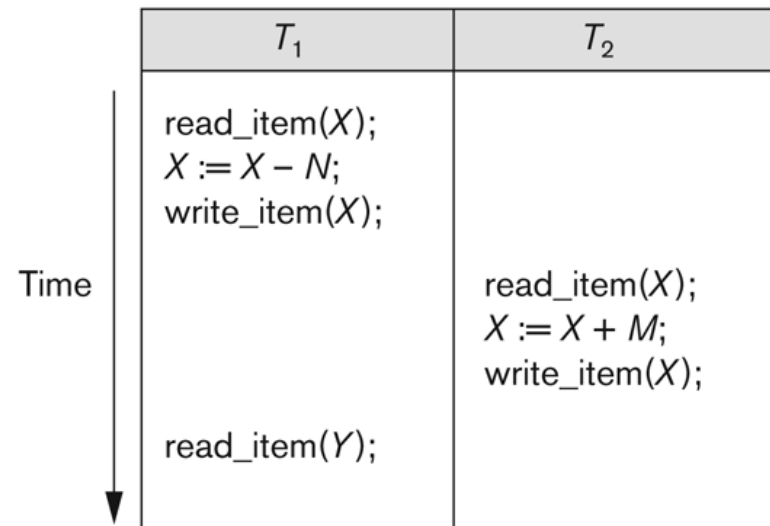 T₁ T₂
read_item(X);
X := X – N;
write_item(X);
Time
read_item(X);
X := X + M;
write_item(X);
read_item(Y);